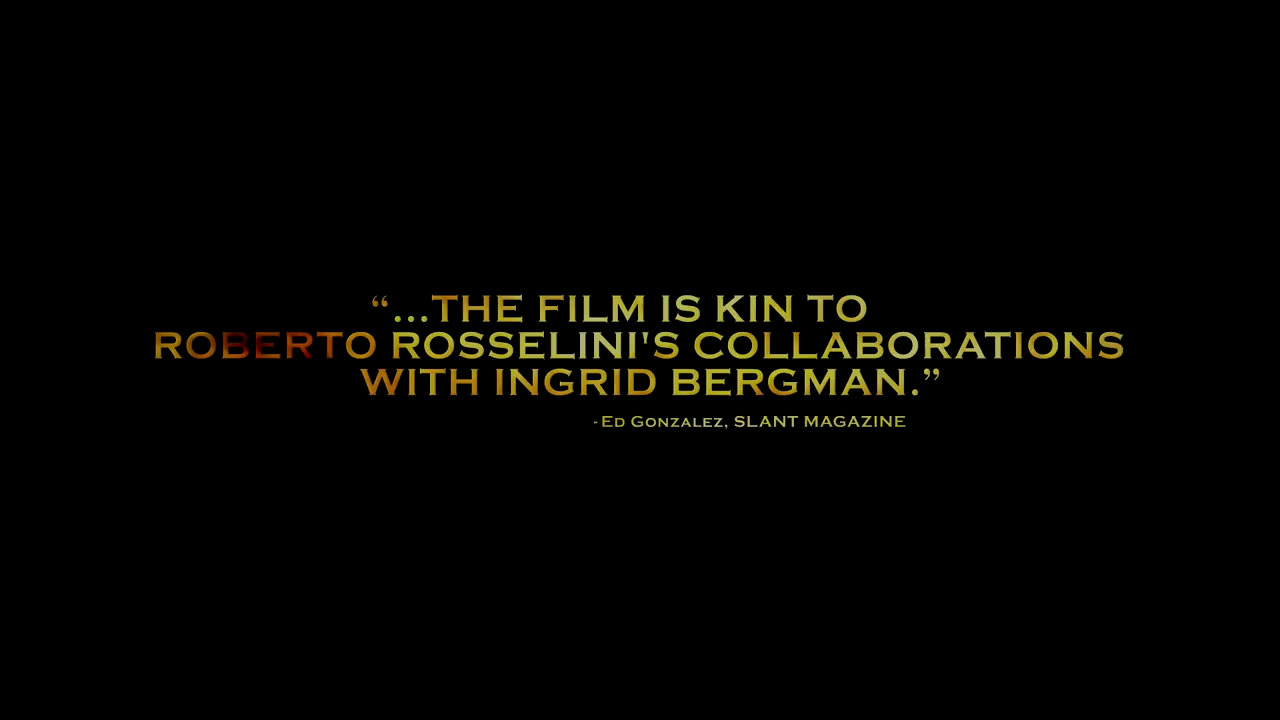 “...THE FILM IS KIN TO
ROBERTO ROSSELINI'S COLLABORATIONS
WITH INGRID BERGMAN.”
-ED GONZALEZ, SLANT MAGAZINE